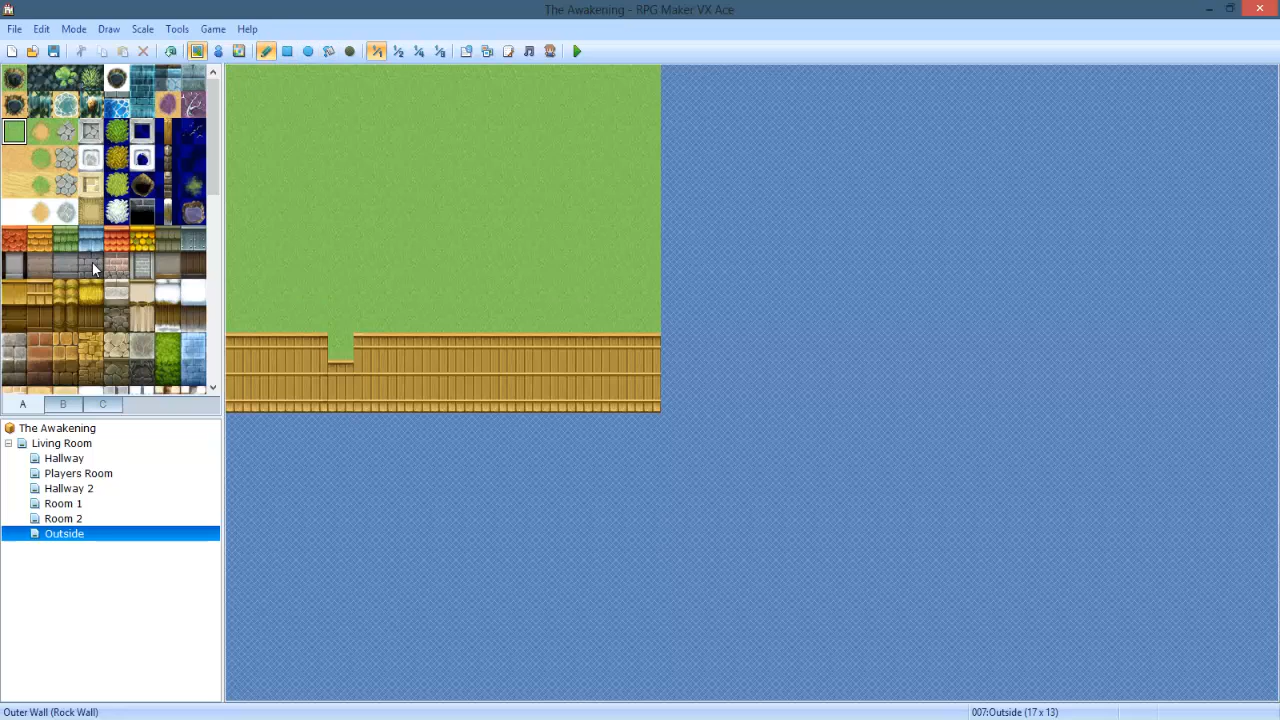 The Awakening - RPG Maker VX Ace
File Edit Mode Draw Scale Tools Game Help
A B C
The Awakening
Living Room
Hallway
Players Room
Hallway 2
Room 1
Room 2
Outside
Outer Wall (Rock Wall) 007:Outside (17 x 13)